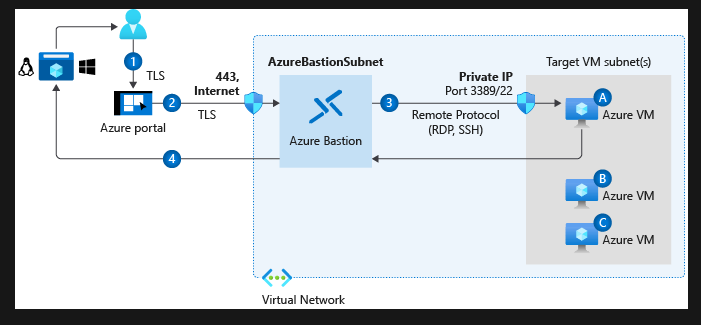 1
TLS
Azure portal
2
443,
Internet
TLS
AzureBastionSubnet
Azure Bastion
3
Private IP
Port 3389/22
Remote Protocol
(RDP, SSH)
Target VM subnet(s)
A
Azure VM
B
Azure VM
C
Azure VM
4
Virtual Network